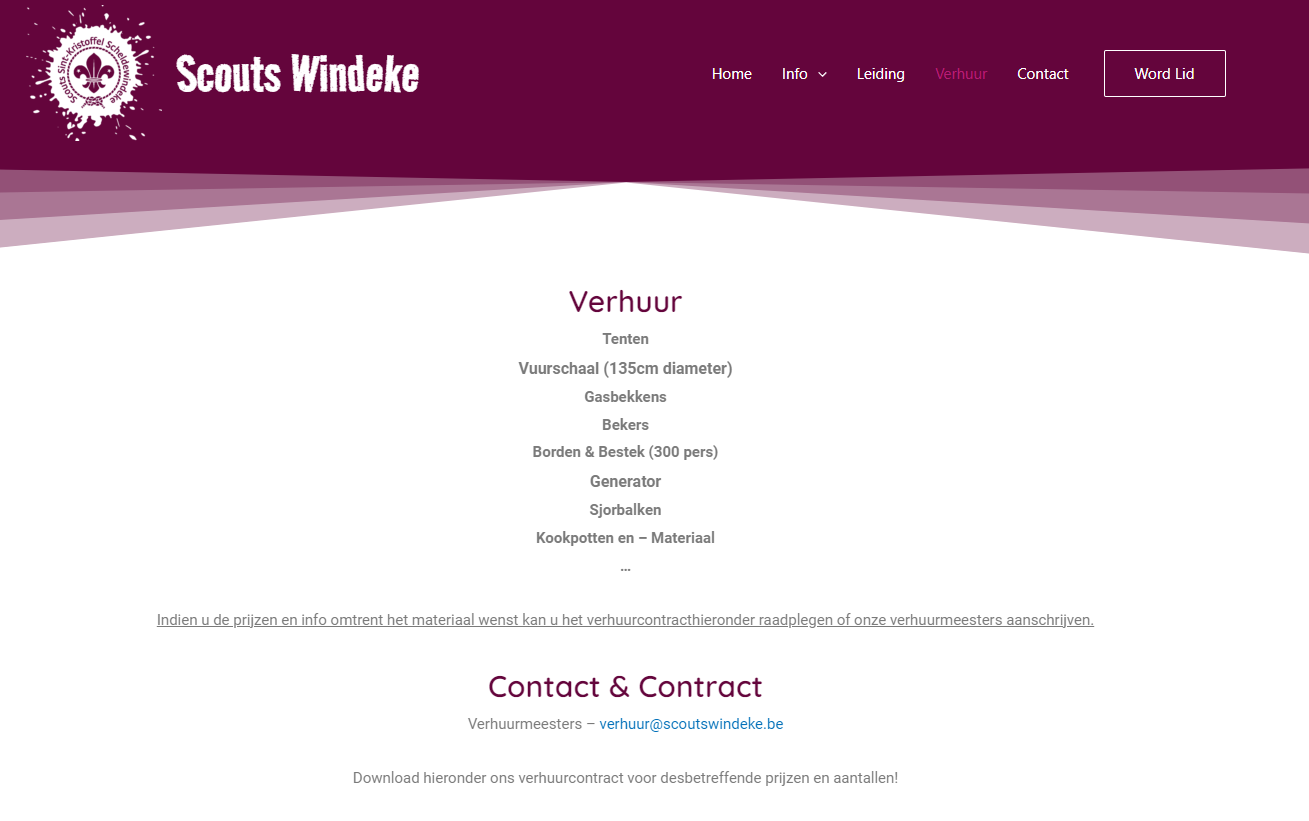 Scouts Sint-Kristoffel Scheldewindeke
Scouts Windeke
Home Info Leiding Verhuur Contact Word Lid
Verhuur
Tenten
Vuurschaal (135cm diameter)
Gasbekkens
Bekers
Borden & Bestek (300 pers)
Generator
Sjorbalken
Kookpotten en – Materiaal
…
Indien u de prijzen en info omtrent het materiaal wenst kan u het verhuurcontracthieronder raadplegen of onze verhuurmeesters aanschrijven.
Contact & Contract
Verhuurmeesters – verhuur@scoutswindeke.be
Download hieronder ons verhuurcontract voor desbetreffende prijzen en aantallen!